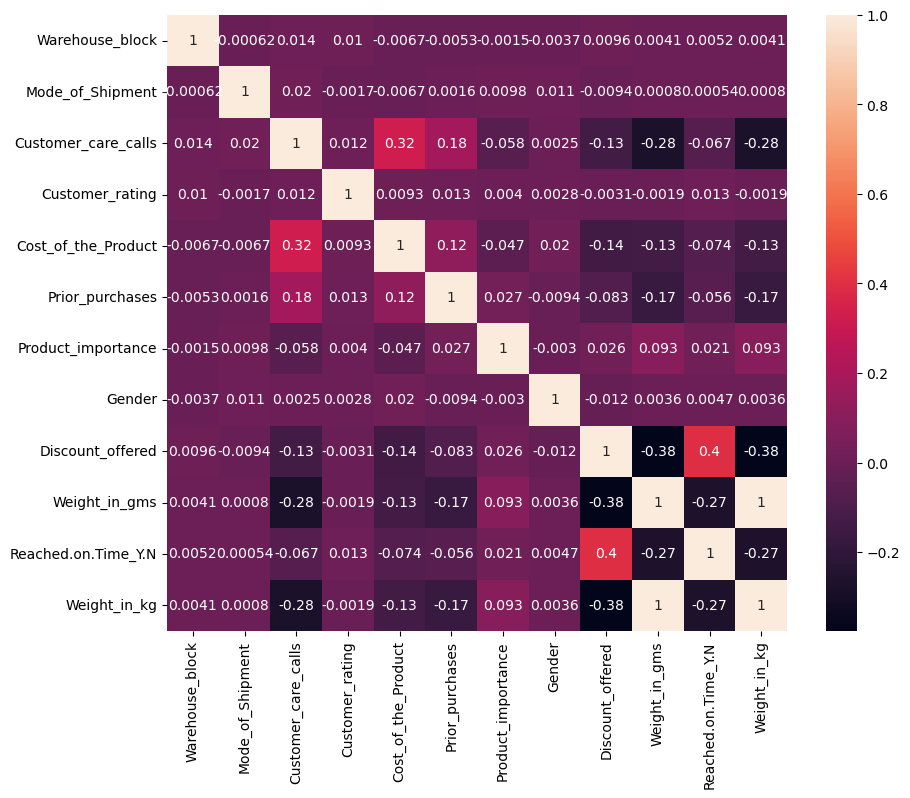 Warehouse_block 1 -0.00062 0.014 0.01 -0.0067 -0.0053 -0.0015 -0.0037 0.0096 0.0041 0.0052 0.0041
Mode_of_Shipment -0.00062 1 0.02 -0.0017 -0.0067 0.0016 0.0098 0.011 -0.0094 0.0008 0.00054 0.0008
Customer_care_calls 0.014 0.02 1 0.012 0.32 0.18 -0.058 0.0025 -0.13 -0.28 -0.067 -0.28
Customer_rating 0.01 -0.0017 0.012 1 0.0093 0.013 0.004 0.0028 -0.0031 -0.0019 0.013 -0.0019
Cost_of_the_Product -0.0067 -0.0067 0.32 0.0093 1 0.12 -0.047 0.02 -0.14 -0.13 -0.074 -0.13
Prior_purchases -0.0053 0.0016 0.18 0.013 0.12 1 0.027 -0.0094 -0.083 -0.17 -0.056 -0.17
Product_importance -0.0015 0.0098 -0.058 0.004 -0.047 0.027 1 -0.003 0.026 0.093 0.021 0.093
Gender -0.0037 0.011 0.0025 0.0028 0.02 -0.0094 -0.003 1 -0.012 0.0036 0.0047 0.0036
Discount_offered 0.0096 -0.0094 -0.13 -0.0031 -0.14 -0.083 0.026 -0.012 1 -0.38 0.4 -0.38
Weight_in_gms 0.0041 0.0008 -0.28 -0.0019 -0.13 -0.17 0.093 0.0036 -0.38 1 -0.27 1
Reached.on.Time_Y.N 0.0052 0.00054 -0.067 0.013 -0.074 -0.056 0.021 0.0047 0.4 -0.27 1 -0.27
Weight_in_kg 0.0041 0.0008 -0.28 -0.0019 -0.13 -0.17 0.093 0.0036 -0.38 1 -0.27 1
Warehouse_block
Mode_of_Shipment
Customer_care_calls
Customer_rating
Cost_of_the_Product
Prior_purchases
Product_importance
Gender
Discount_offered
Weight_in_gms
Reached.on.Time_Y.N
Weight_in_kg
1.0
0.8
0.6
0.4
0.2
0.0
−0.2